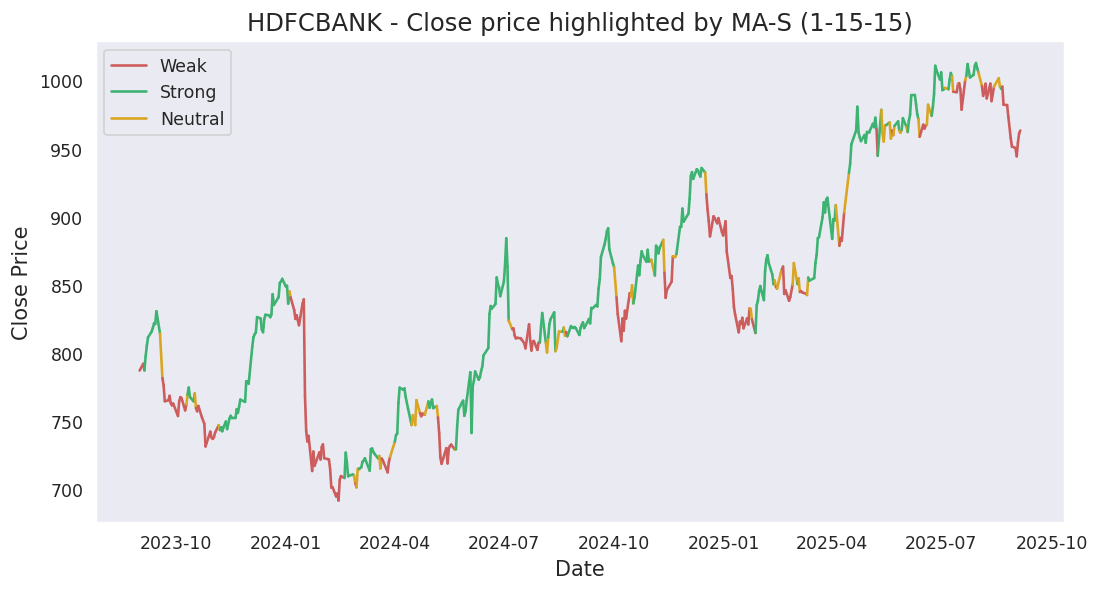 HDFCBANK - Close price highlighted by MA-S (1-15-15)
Weak
Strong
Neutral
Close Price
1000
950
900
850
800
750
700
2023-10
2024-01
2024-04
2024-07
2024-10
2025-01
2025-04
2025-07
2025-10
Date